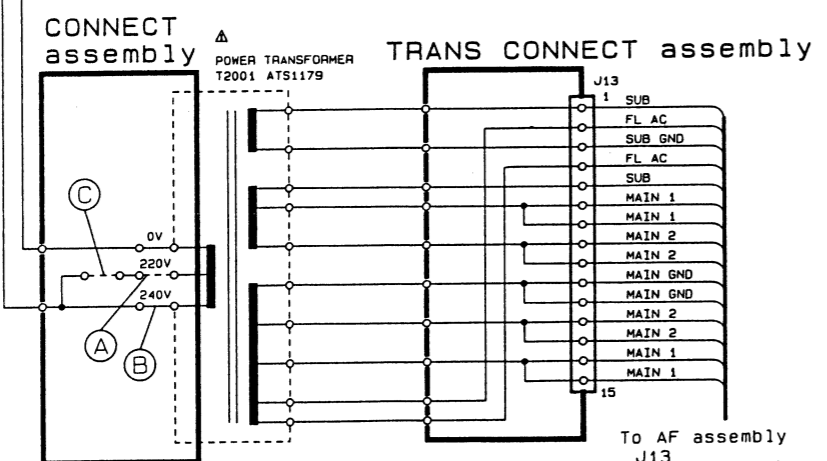 CONNECT
assembly
POWER TRANSFORMER
T2001 ATS1179
TRANS CONNECT assembly
J13
1
SUB
FL AC
SUB GND
FL AC
SUB
MAIN 1
MAIN 1
MAIN 2
MAIN 2
MAIN GND
MAIN GND
MAIN 2
MAIN 2
MAIN 1
MAIN 1
15
C
0V
220V
240V
A
B
To AF assembly
J13